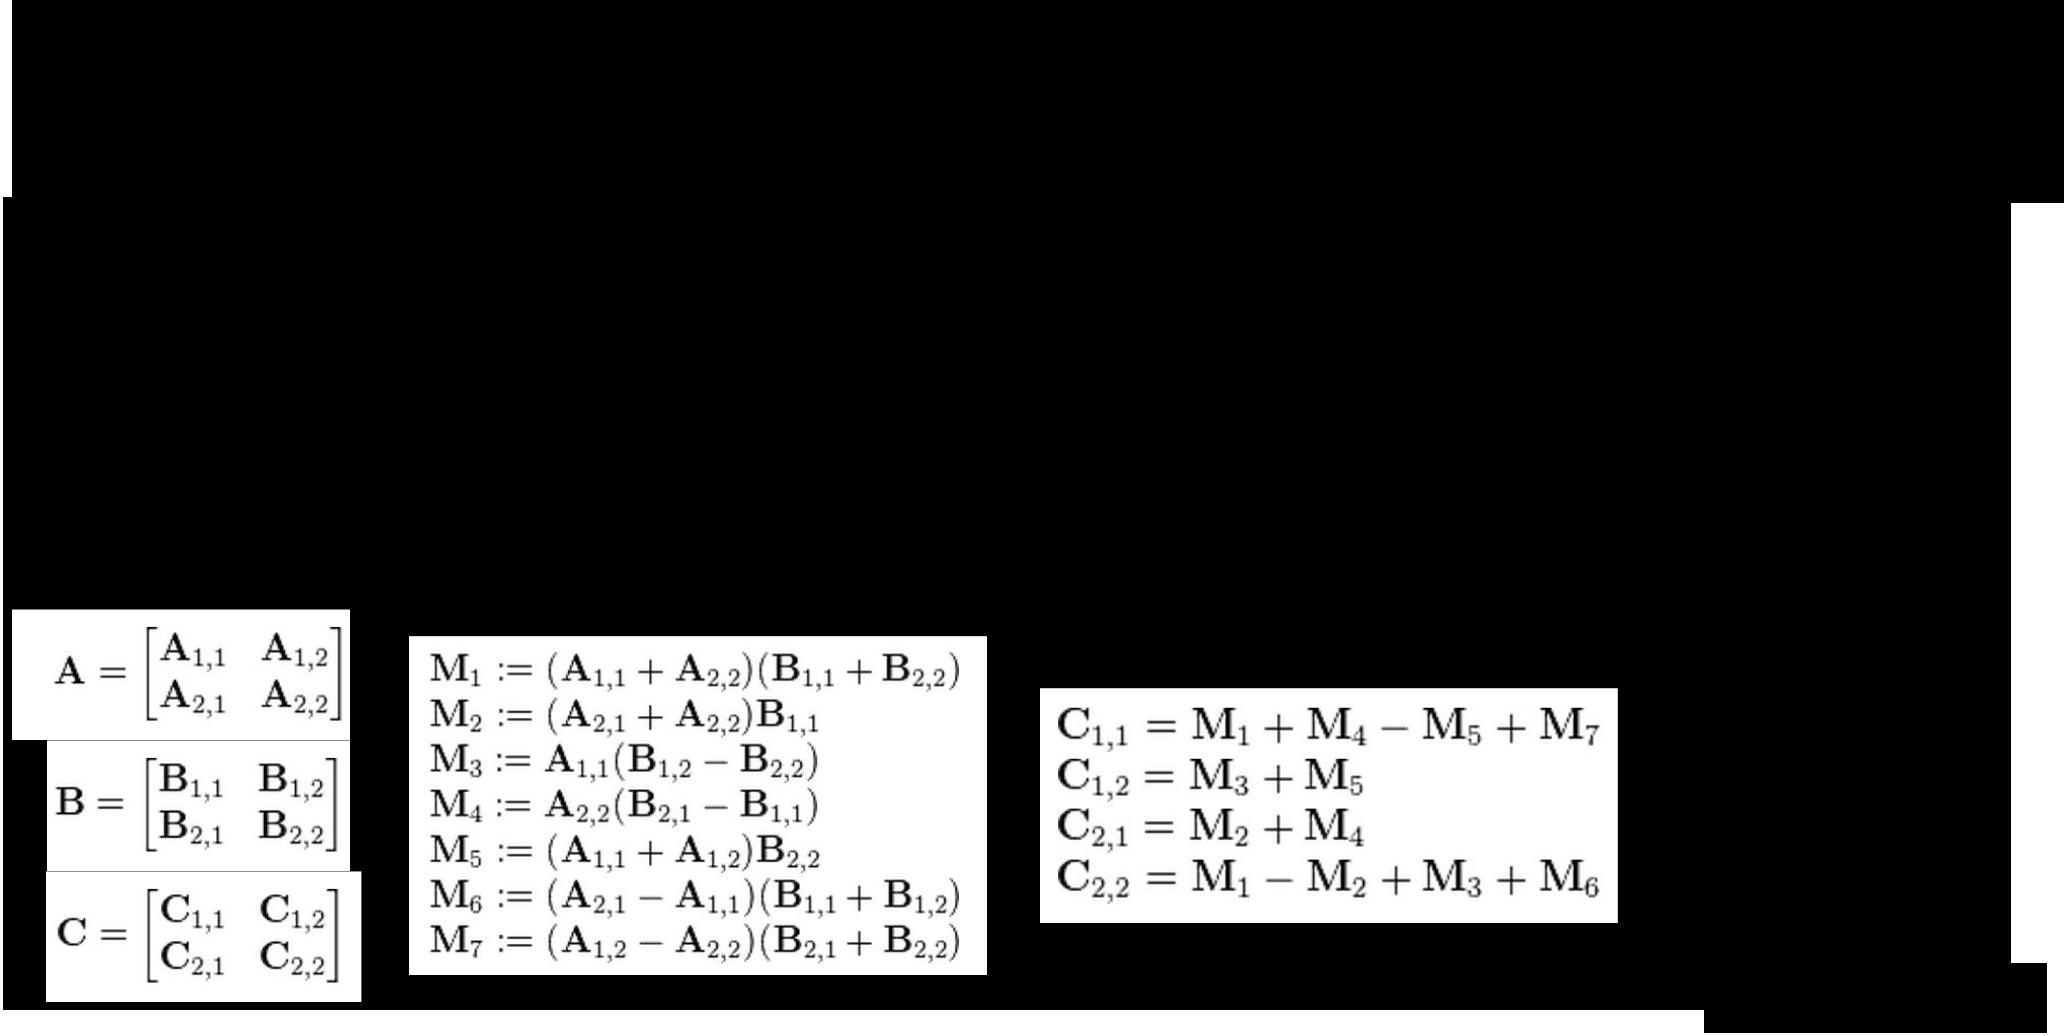 A = [A1,1 A1,2
A2,1 A2,2]
B = [B1,1 B1,2
B2,1 B2,2]
C = [C1,1 C1,2
C2,1 C2,2]
M1 := (A1,1 + A2,2)(B1,1 + B2,2)
M2 := (A2,1 + A2,2)B1,1
M3 := A1,1(B1,2 − B2,2)
M4 := A2,2(B2,1 − B1,1)
M5 := (A1,1 + A1,2)B2,2
M6 := (A2,1 − A1,1)(B1,1 + B1,2)
M7 := (A1,2 − A2,2)(B2,1 + B2,2)
C1,1 = M1 + M4 − M5 + M7
C1,2 = M3 + M5
C2,1 = M2 + M4
C2,2 = M1 − M2 + M3 + M6